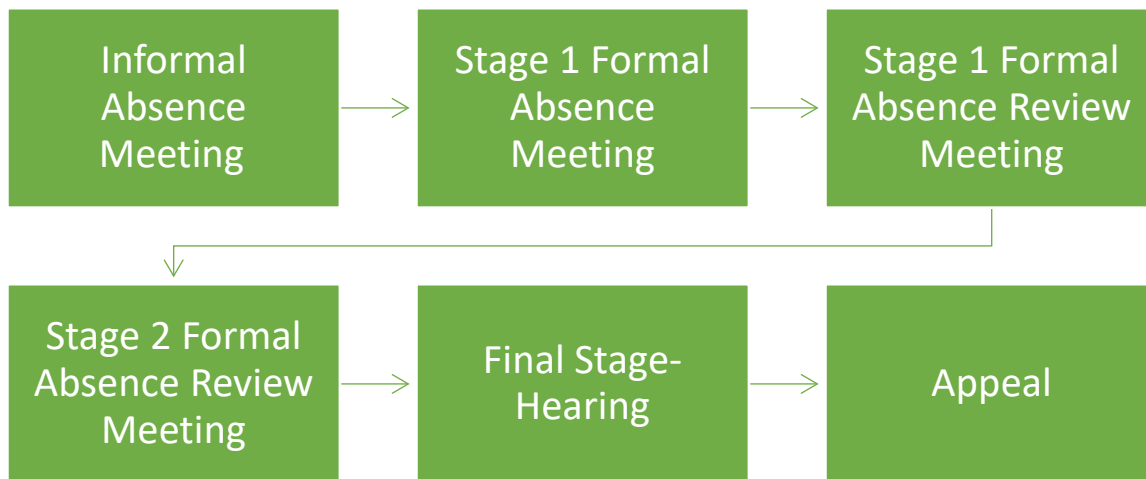 Informal
Absence
Meeting
Stage 1 Formal
Absence
Meeting
Stage 1 Formal
Absence Review
Meeting
Stage 2 Formal
Absence Review
Meeting
Final Stage-
Hearing
Appeal